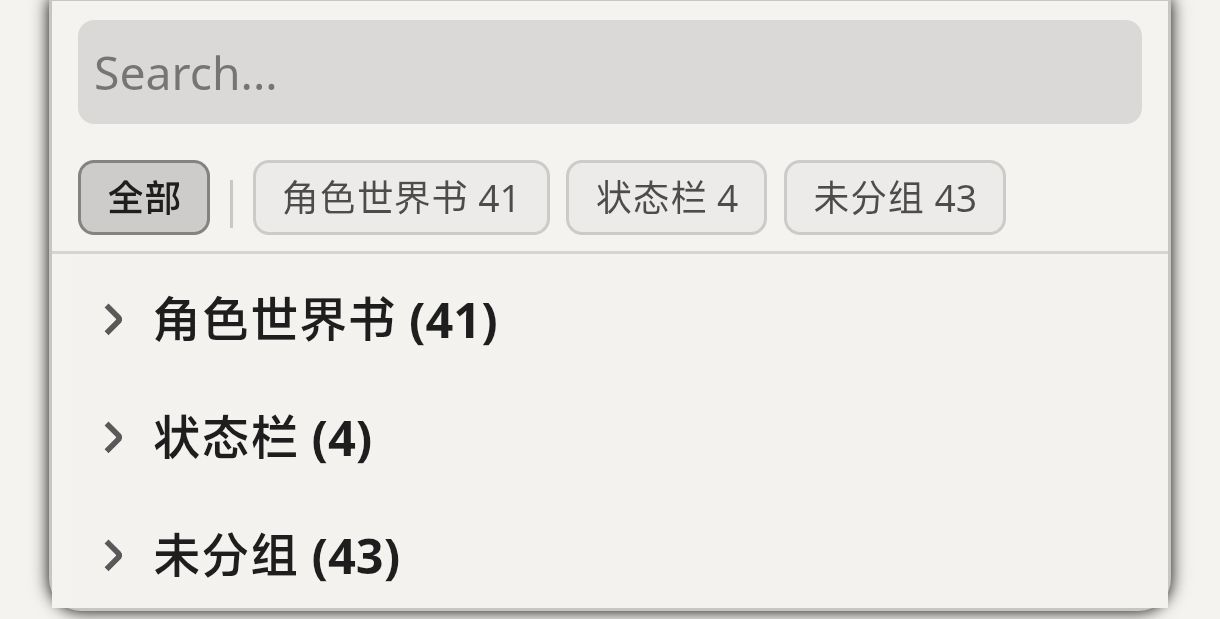 Search...
全部 角色世界书 41 状态栏 4 未分组 43
角色世界书 (41)
状态栏 (4)
未分组 (43)